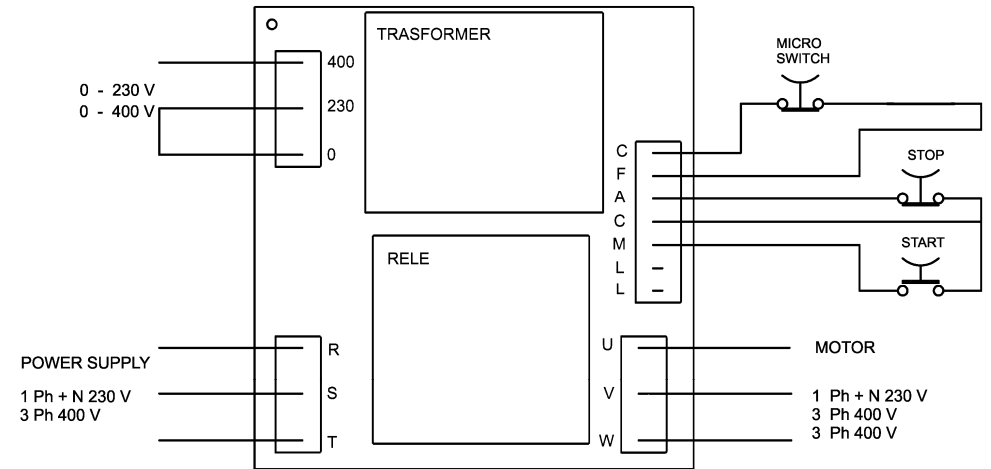 TRASFORMER
400
230
0
0 - 230 V
0 - 400 V
MICRO
SWITCH
C
F
A
C
M
L
L
STOP
START
RELE
R
S
T
POWER SUPPLY
1 Ph + N 230 V
3 Ph 400 V
U
V
W
MOTOR
1 Ph + N 230 V
3 Ph 400 V
3 Ph 400 V